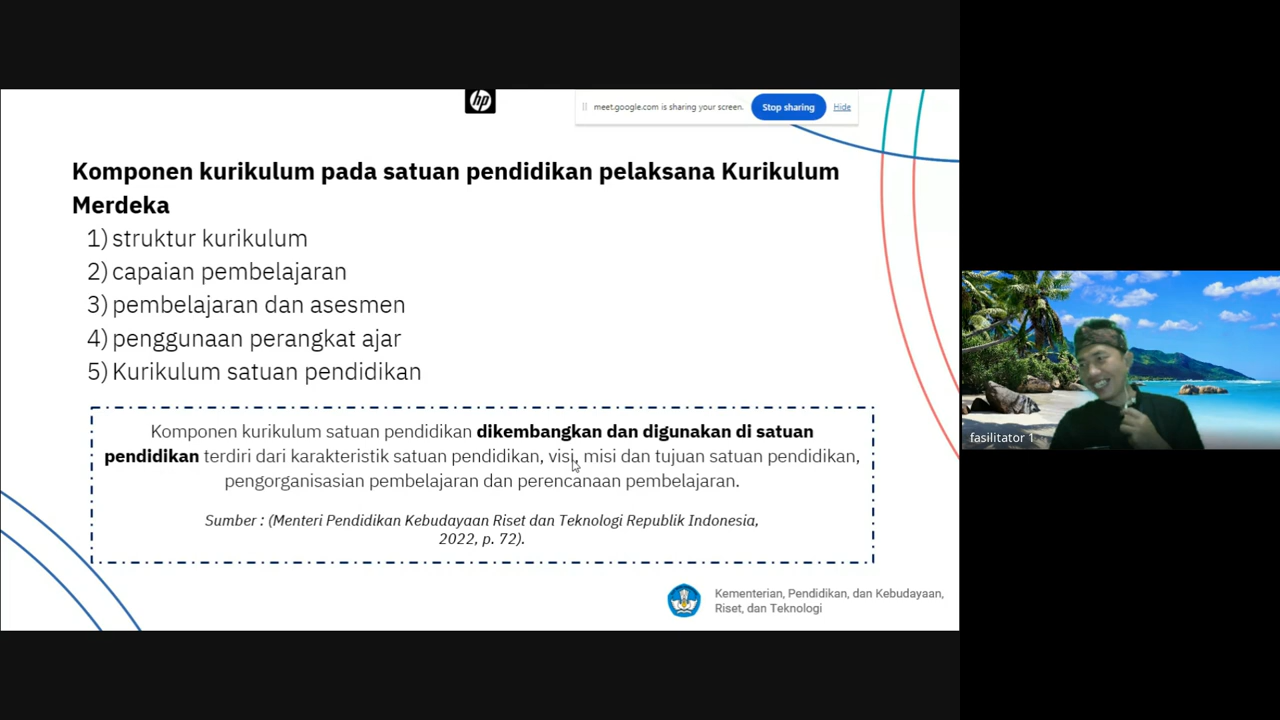 hp
meet.google.com is sharing your screen.
Stop sharing
Hide
Komponen kurikulum pada satuan pendidikan pelaksana Kurikulum
Merdeka
1) struktur kurikulum
2) capaian pembelajaran
3) pembelajaran dan asesmen
4) penggunaan perangkat ajar
5) Kurikulum satuan pendidikan
Komponen kurikulum satuan pendidikan dikembangkan dan digunakan di satuan
pendidikan terdiri dari karakteristik satuan pendidikan, visi, misi dan tujuan satuan pendidikan,
pengorganisasian pembelajaran dan perencanaan pembelajaran.
Sumber : (Menteri Pendidikan Kebudayaan Riset dan Teknologi Republik Indonesia,
2022, p. 72).
Kementerian, Pendidikan, dan Kebudayaan,
Riset, dan Teknologi
fasilitator 1